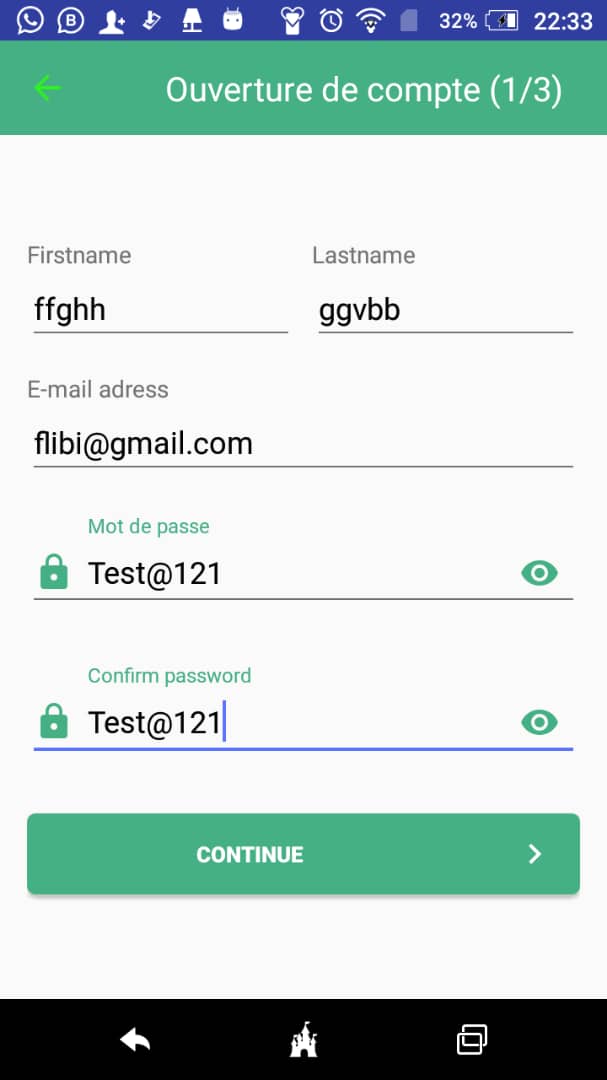 32% 22:33
Ouverture de compte (1/3)
Firstname Lastname
ffghh ggvbb
E-mail adress
flibi@gmail.com
Mot de passe
Test@121
Confirm password
Test@121
CONTINUE